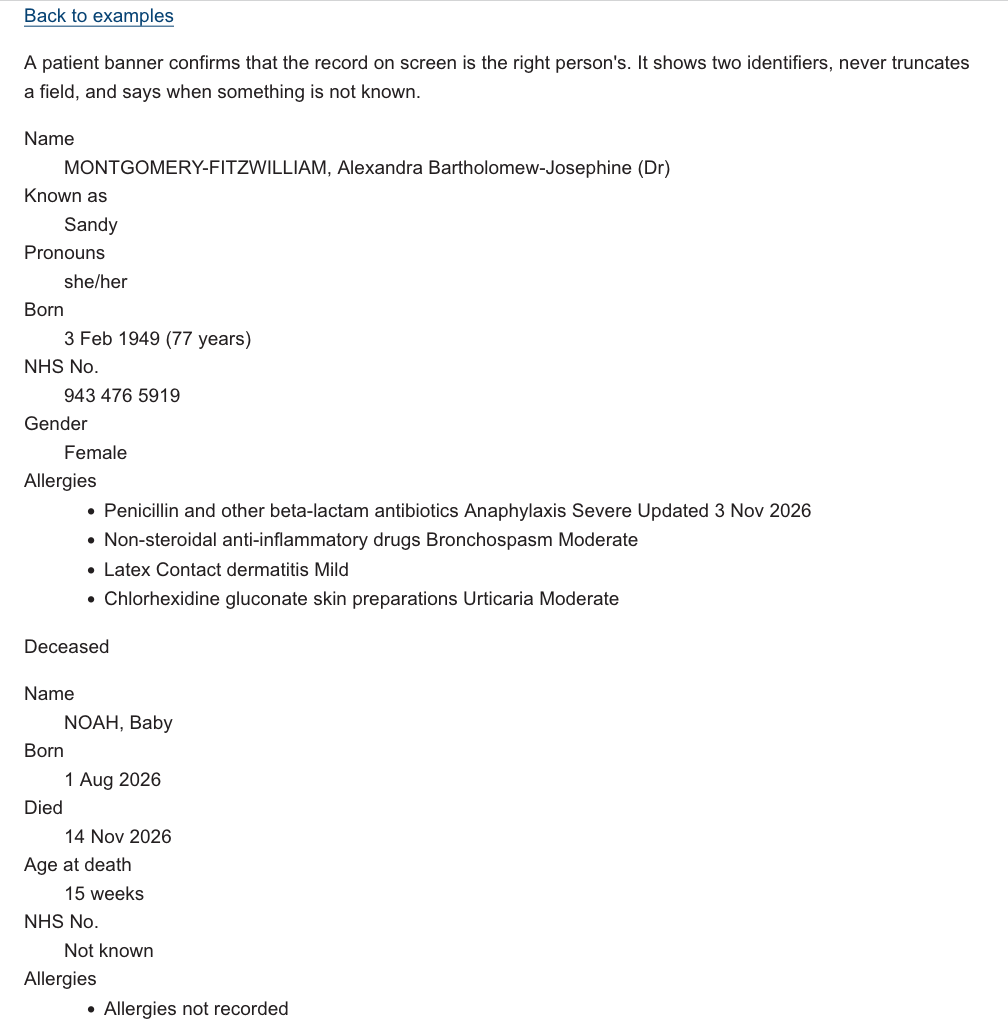 Back to examples
A patient banner confirms that the record on screen is the right person's. It shows two identifiers, never truncates
a field, and says when something is not known.
Name
MONTGOMERY-FITZWILLIAM, Alexandra Bartholomew-Josephine (Dr)
Known as
Sandy
Pronouns
she/her
Born
3 Feb 1949 (77 years)
NHS No.
943 476 5919
Gender
Female
Allergies
• Penicillin and other beta-lactam antibiotics Anaphylaxis Severe Updated 3 Nov 2026
• Non-steroidal anti-inflammatory drugs Bronchospasm Moderate
• Latex Contact dermatitis Mild
• Chlorhexidine gluconate skin preparations Urticaria Moderate
Deceased
Name
NOAH, Baby
Born
1 Aug 2026
Died
14 Nov 2026
Age at death
15 weeks
NHS No.
Not known
Allergies
• Allergies not recorded